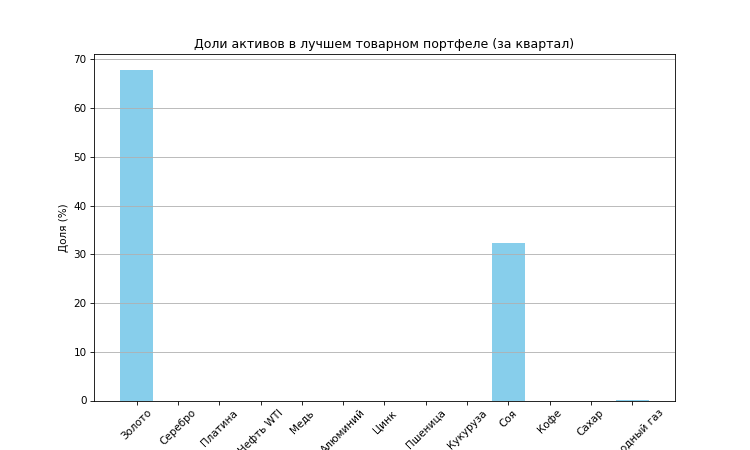 Доли активов в лучшем товарном портфеле (за квартал)
Доля (%)
70
60
50
40
30
20
10
0
Золото
Серебро
Платина
Нефть WTI
Медь
Алюминий
Цинк
Пшеница
Кукуруза
Соя
Кофе
Сахар
одный газ